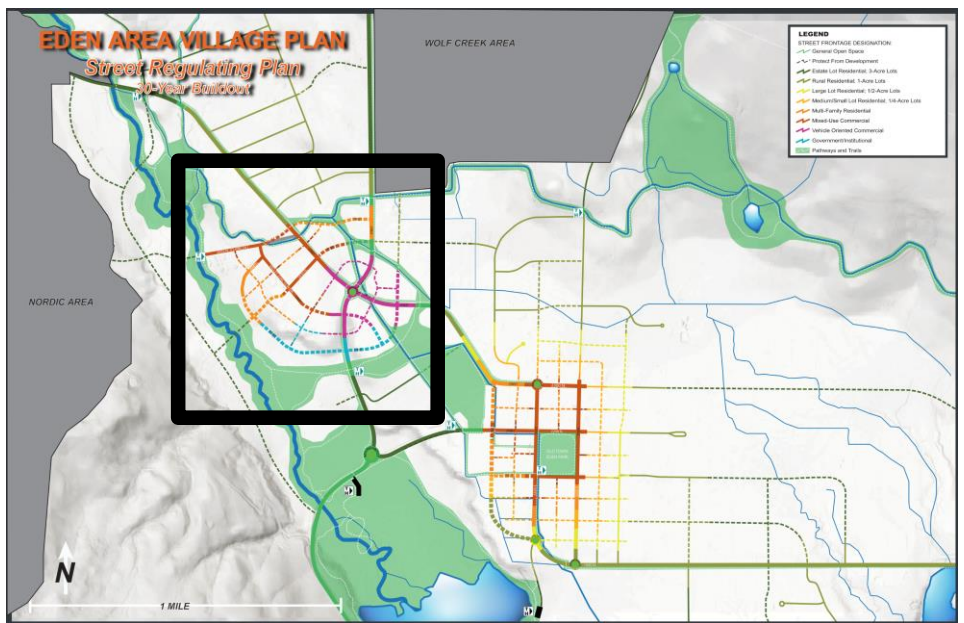 EDEN AREA VILLAGE PLAN
Street Regulating Plan
30-Year Buildout
WOLF CREEK AREA
LEGEND
STREET FRONTAGE DESIGNATION:
General Open Space
Protect From Development
Estate Lot Residential, 3-Acre Lots
Rural Residential, 1-Acre Lots
Large Lot Residential, 1/2-Acre Lots
Medium/Small Lot Residential, 1/4-Acre Lots
Multi-Family Residential
Mixed-Use Commercial
Vehicle Oriented Commercial
Government/Institutional
Pathways and Trails
NORDIC AREA
N
1 MILE